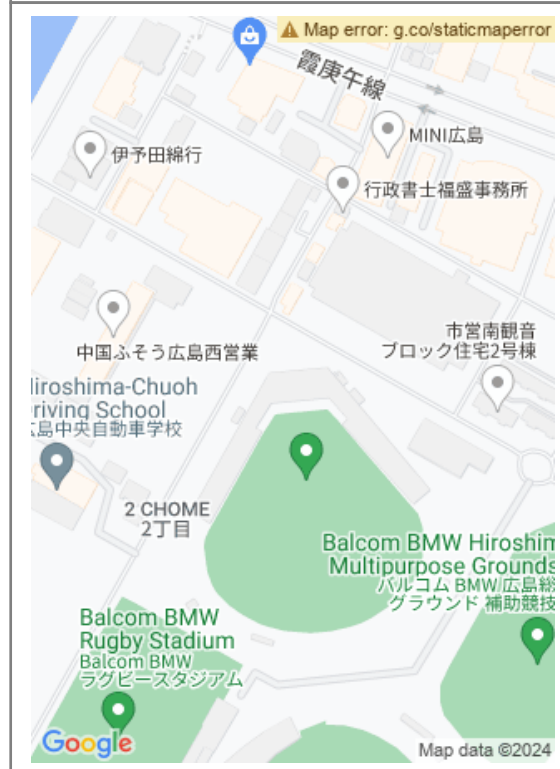 Map error: g.co/staticmaperror
霞庚午線
MINI広島
伊予田綿行
行政書士福盛事務所
市営南観音
ブロック住宅2号棟
中国ふそう広島西営業
Hiroshima-Chuoh
Driving School
広島中央自動車学校
2 CHOME
2丁目
Balcom BMW Hiroshim
Multipurpose Grounds
バルコム BMW 広島総
グラウンド 補助競技
Balcom BMW
Rugby Stadium
Balcom BMW
ラグビースタジアム
Google
Map data ©2024